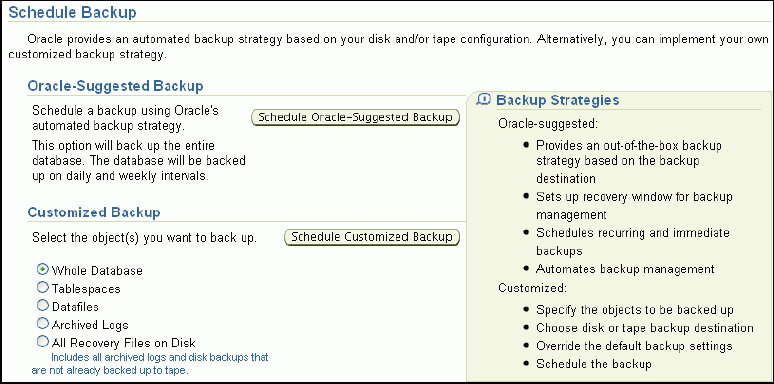 Schedule Backup
Oracle provides an automated backup strategy based on your disk and/or tape configuration. Alternatively, you can implement your own
customized backup strategy.
Oracle-Suggested Backup
Schedule a backup using Oracle's
automated backup strategy.
Schedule Oracle-Suggested Backup
This option will back up the entire
database. The database will be backed
up on daily and weekly intervals.
Customized Backup
Select the object(s) you want to back up.
Schedule Customized Backup
Whole Database
Tablespaces
Datafiles
Archived Logs
All Recovery Files on Disk
Includes all archived logs and disk backups that
are not already backed up to tape.
Backup Strategies
Oracle-suggested:
• Provides an out-of-the-box backup
strategy based on the backup
destination
• Sets up recovery window for backup
management
• Schedules recurring and immediate
backups
• Automates backup management
Customized:
• Specify the objects to be backed up
• Choose disk or tape backup destination
• Override the default backup settings
• Schedule the backup